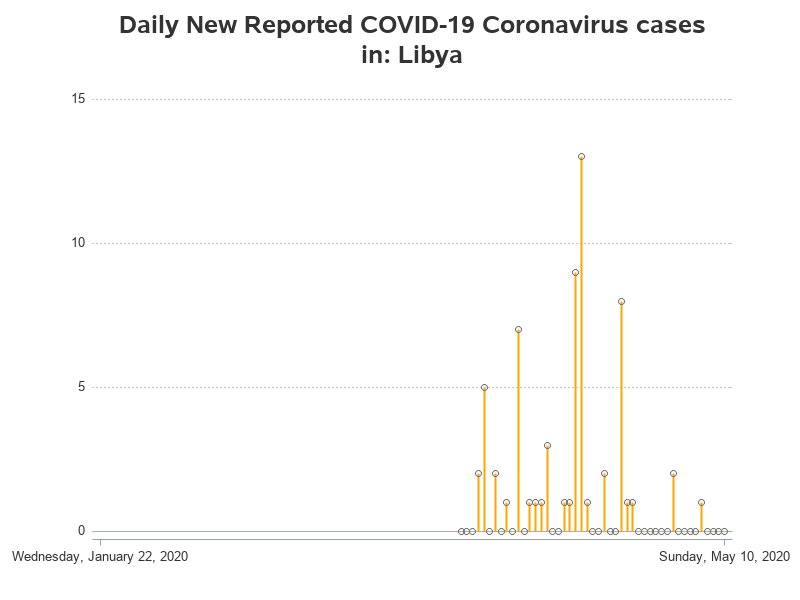 Daily New Reported COVID-19 Coronavirus cases
in: Libya
15
10
5
0
Wednesday, January 22, 2020
Sunday, May 10, 2020